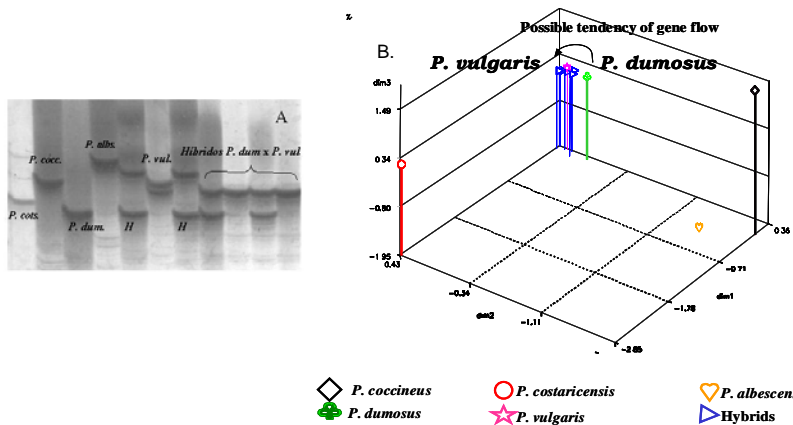 A
P. cocc.
P. albs.
P. vul.
Hibridos P. dum x P. vul
P. cots.
P. dum.
H
H
B.
Possible tendency of gene flow
P. vulgaris
P. dumosus
dim3
1.49
0.34
-0.80
-1.95
0.43
-0.34
dim2
-1.11
-2.86
-1.78
dim1
-0.71
0.36
P. coccineus
P. costaricensis
P. albescen
P. dumosus
P. vulgaris
Hybrids